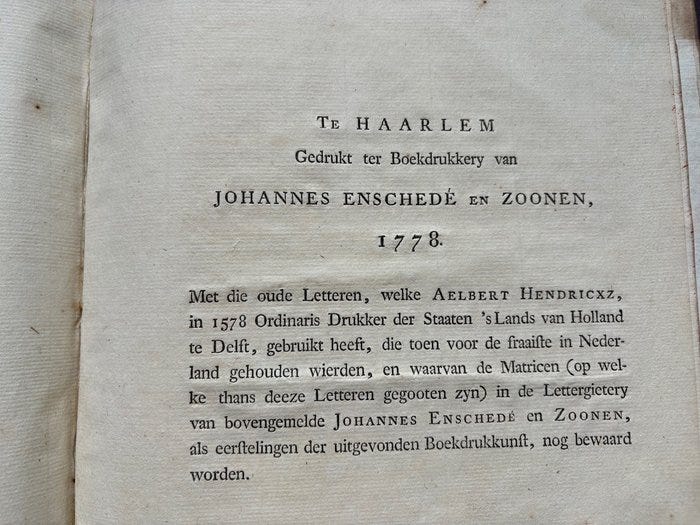 Te HAARLEM
Gedrukt ter Boekdrukkery van
JOHANNES ENSCHEDÉ EN ZOONEN,
1778.
Met die oude Letteren, welke AELBERT HENDRICXZ,
in 1578 Ordinaris Drukker der Staaten 's Lands van Holland
te Delft, gebruikt heeft, die toen voor de fraaiſte in Neder-
land gehouden wierden, en waarvan de Matricen (op wel-
ke thans deeze Letteren gegooten zyn) in de Lettergietery
van bovengemelde JOHANNES ENSCHEDÉ en ZOONEN,
als eerſtelingen der uitgevonden Boekdrukkunſt, nog bewaard
worden.